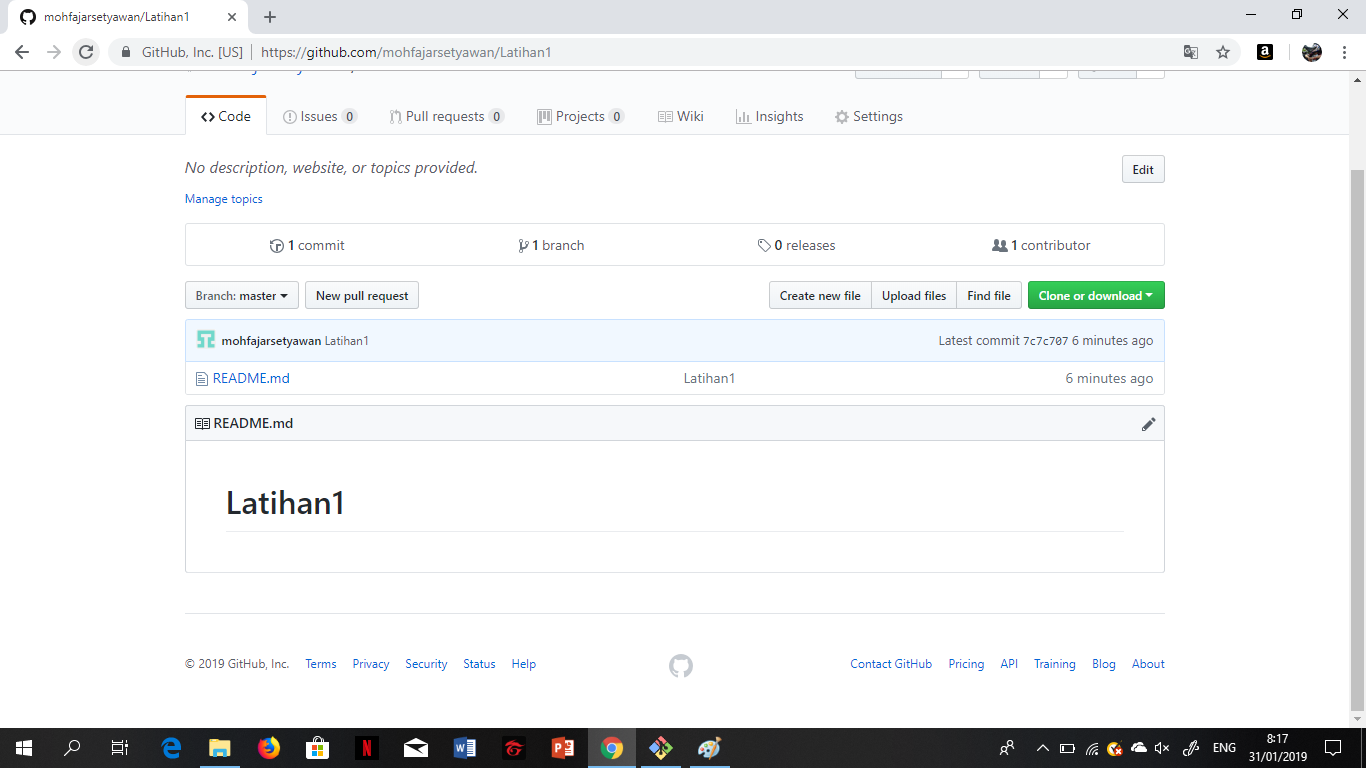 mohfajarsetyawan/Latihan1
GitHub, Inc. [US] https://github.com/mohfajarsetyawan/Latihan1
Code Issues 0 Pull requests 0 Projects 0 Wiki Insights Settings
No description, website, or topics provided. Edit
Manage topics
1 commit 1 branch 0 releases 1 contributor
Branch: master New pull request Create new file Upload files Find file Clone or download
mohfajarsetyawan Latihan1 Latest commit 7c7c707 6 minutes ago
README.md Latihan1 6 minutes ago
README.md
Latihan1
© 2019 GitHub, Inc. Terms Privacy Security Status Help Contact GitHub Pricing API Training Blog About
ENG 8:17
31/01/2019